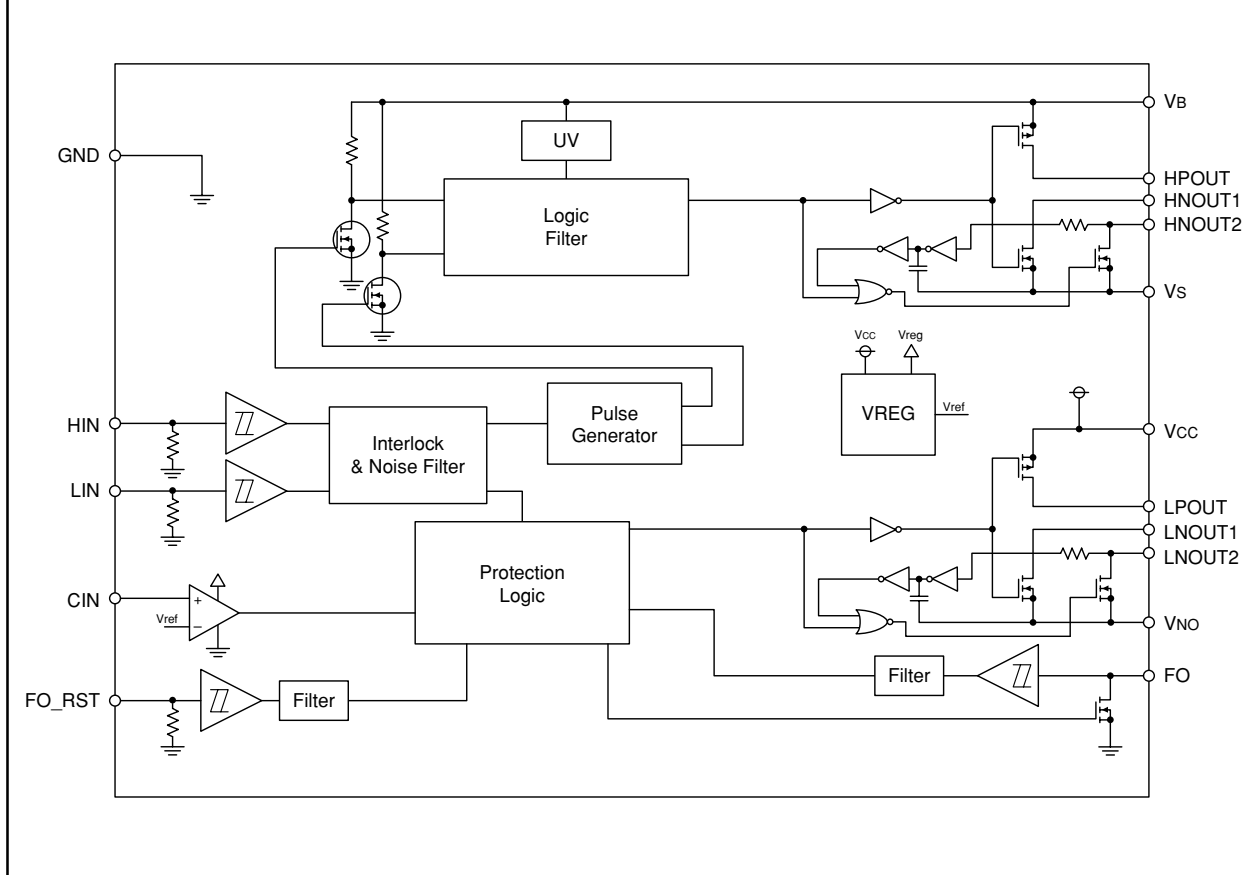 VB
UV
GND
HPOUT
HNOUT1
Logic
Filter
HNOUT2
VS
VCC
Vreg
VREG
Vref
Pulse
Generator
HIN
VCC
Interlock
& Noise Filter
LIN
LPOUT
LNOUT1
LNOUT2
Protection
Logic
CIN
+
Vref
−
VNO
Filter
FO
FO_RST
Filter